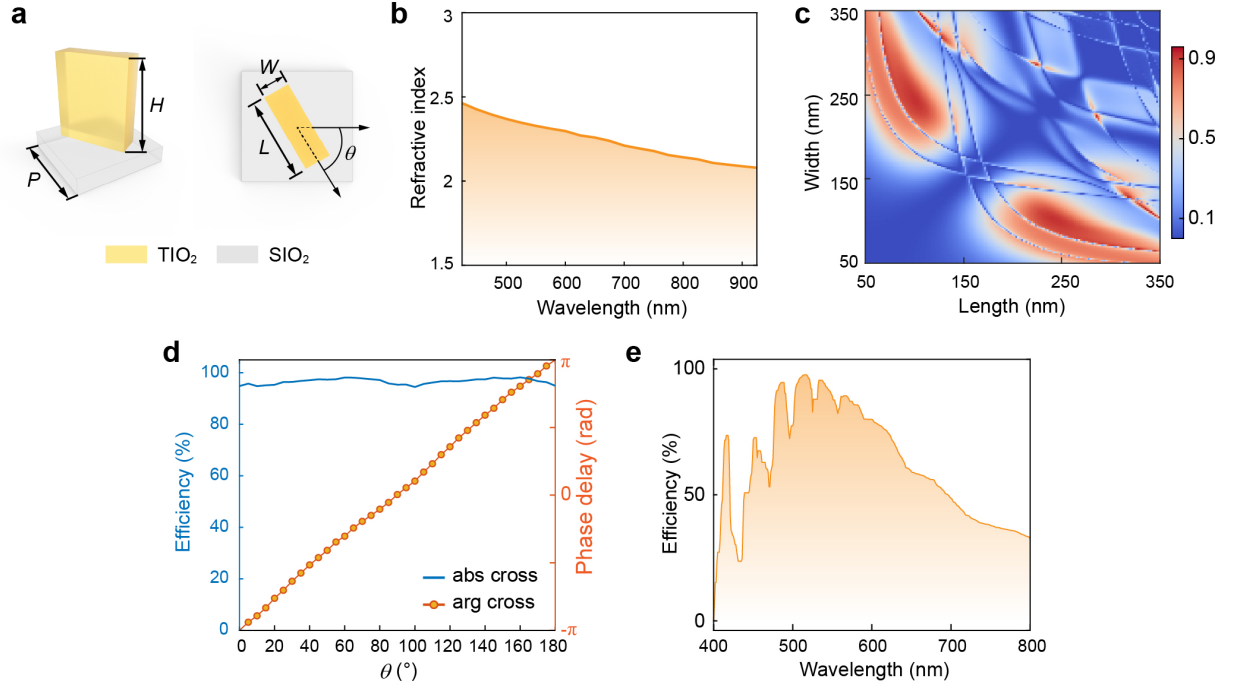 a
H
P
W
L
θ
TIO₂
SIO₂
b
Refractive index
3
2.5
2
1.5
500
600
700
800
900
Wavelength (nm)
c
Width (nm)
350
250
150
50
50
150
250
350
Length (nm)
0.9
0.5
0.1
d
Efficiency (%)
100
80
60
40
20
0
0 20 40 60 80 100 120 140 160 180
θ (°)
abs cross
arg cross
π
0
-π
Phase delay (rad)
e
Efficiency (%)
100
50
0
400
500
600
700
800
Wavelength (nm)